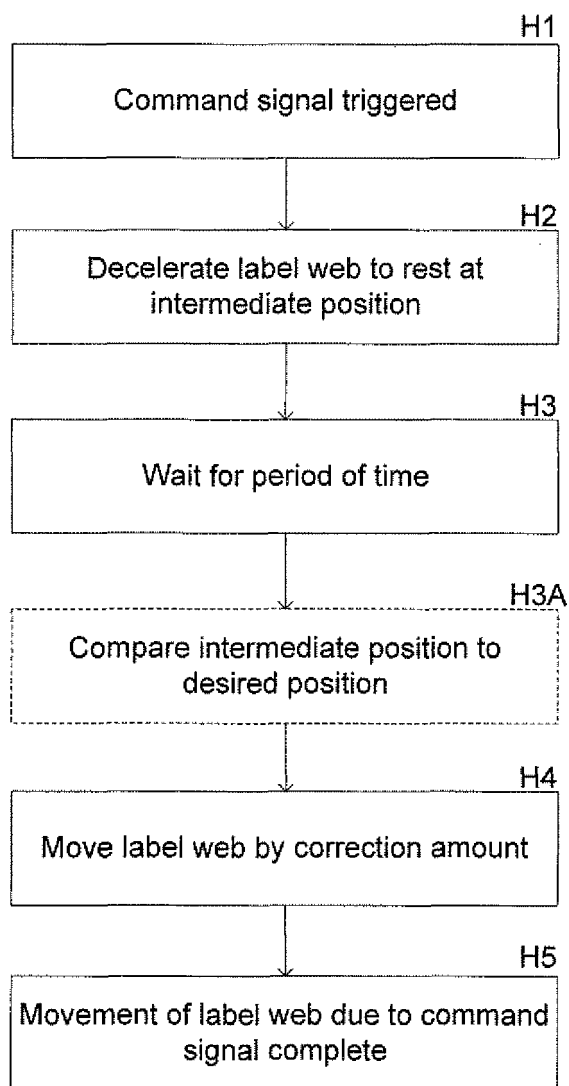 H1
Command signal triggered
H2
Decelerate label web to rest at
intermediate position
H3
Wait for period of time
H3A
Compare intermediate position to
desired position
H4
Move label web by correction amount
H5
Movement of label web due to command
signal complete